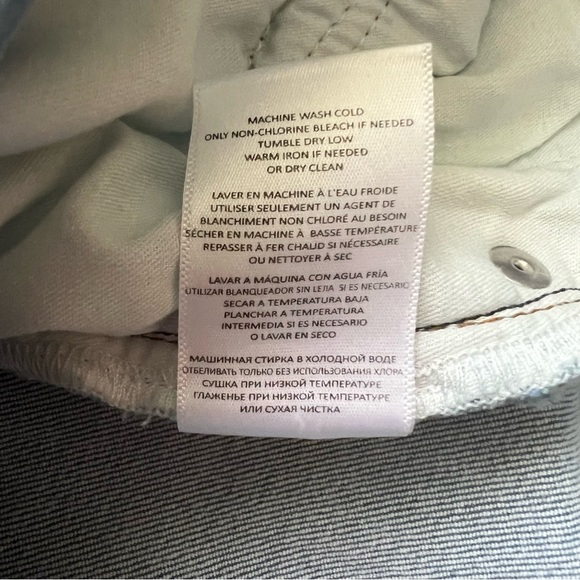 MACHINE WASH COLD
ONLY NON-CHLORINE BLEACH IF NEEDED
TUMBLE DRY LOW
WARM IRON IF NEEDED
OR DRY CLEAN
LAVER EN MACHINE À L'EAU FROIDE
UTILISER SEULEMENT UN AGENT DE
BLANCHIMENT NON CHLORÉ AU BESOIN
SÉCHER EN MACHINE À BASSE TEMPÉRATURE
REPASSER À FER CHAUD SI NÉCESSAIRE
OU NETTOYER À SEC
LAVAR A MÁQUINA CON AGUA FRÍA
UTILIZAR BLANQUEADOR SIN LEJIA SI ES NECESARIO
SECAR A TEMPERATURA BAJA
PLANCHAR A TEMPERATURA
INTERMEDIA SI ES NECESARIO
O LAVAR EN SECO
МАШИННАЯ СТИРКА В ХОЛОДНОЙ ВОДЕ
ОТБЕЛИВАТЬ ТОЛЬКО БЕЗ ИСПОЛЬЗОВАНИЯ ХЛОРА
СУШКА ПРИ НИЗКОЙ ТЕМПЕРАТУРЕ
ГЛАЖЕНЬЕ ПРИ НИЗКОЙ ТЕМПЕРАТУРЕ
ИЛИ СУХАЯ ЧИСТКА